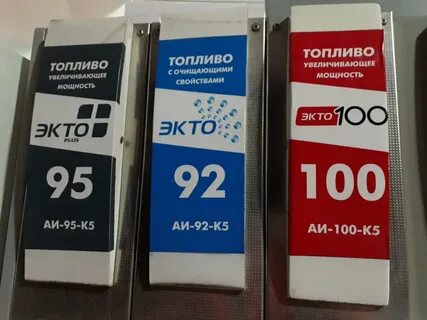 ТОПЛИВО
УВЕЛИЧИВАЮЩЕЕ
МОЩНОСТЬ
ЭКТО
PLUS
95
АИ-95-К5
ТОПЛИВО
С ОЧИЩАЮЩИМИ
СВОЙСТВАМИ
ЭКТО
92
АИ-92-К5
ТОПЛИВО
УВЕЛИЧИВАЮЩЕЕ
МОЩНОСТЬ
ЭКТО100
100
АИ-100-К5